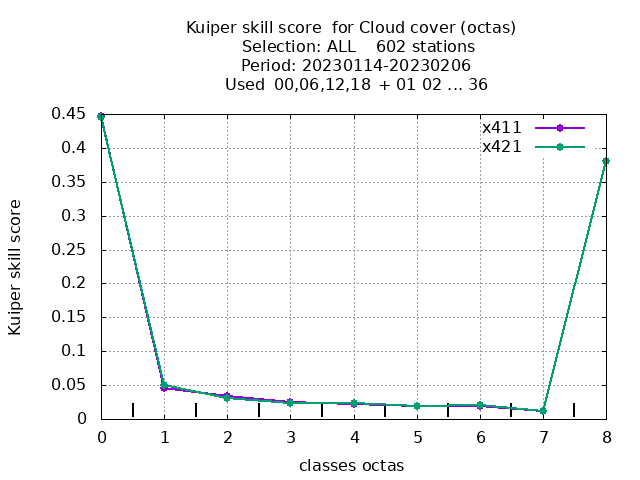 Kuiper skill score  for Cloud cover (octas)
Selection: ALL    602 stations
Period: 20230114-20230206
Used  00,06,12,18 + 01 02 ... 36
x411
x421
0.45
0.4
0.35
0.3
0.25
0.2
0.15
0.1
0.05
0
Kuiper skill score
0 1 2 3 4 5 6 7 8
classes octas